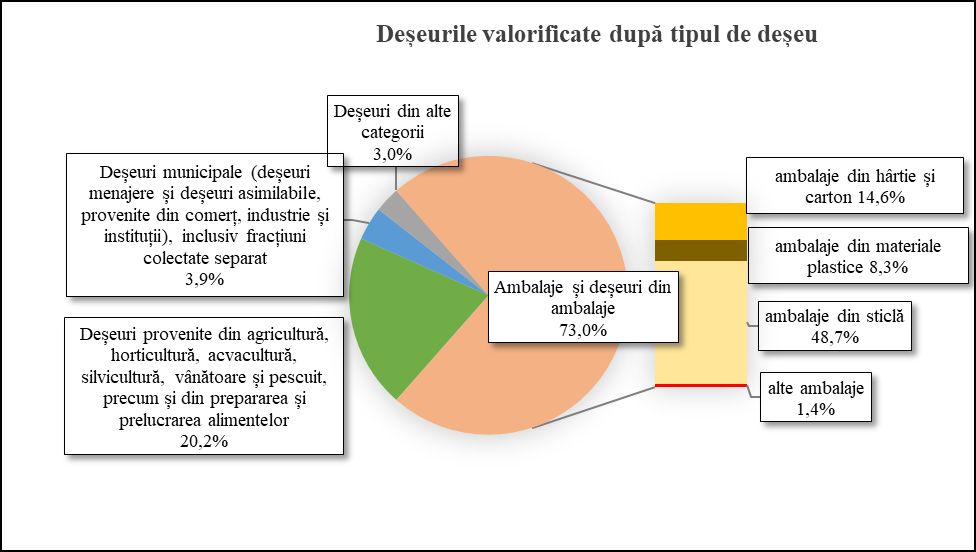 Deșeurile valorificate după tipul de deșeu
Deșeuri din alte
categorii
3,0%
Deșeuri municipale (deșeuri
menajere și deșeuri asimilabile,
provenite din comerț, industrie și
instituții), inclusiv fracțiuni
colectate separat
3,9%
Deșeuri provenite din agricultură,
horticultură, acvacultură,
silvicultură, vânătoare și pescuit,
precum și din prepararea și
prelucrarea alimentelor
20,2%
Ambalaje și deșeuri din
ambalaje
73,0%
ambalaje din hârtie și
carton 14,6%
ambalaje din materiale
plastice 8,3%
ambalaje din sticlă
48,7%
alte ambalaje
1,4%